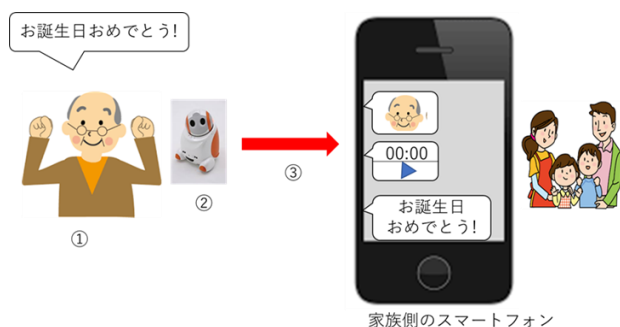 お誕生日おめでとう!
①
②
③
00:00
お誕生日
おめでとう!
家族側のスマートフォン